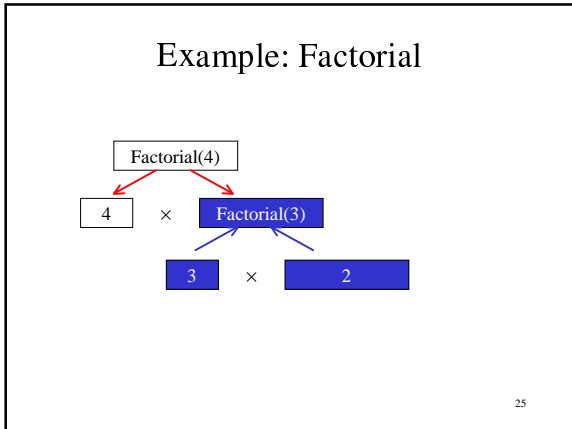 Example: Factorial
Factorial(4)
4 × Factorial(3)
3 × 2
25